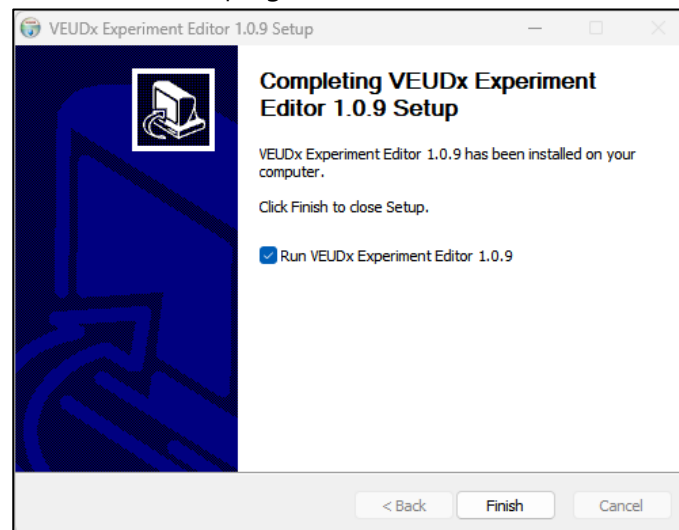 VEUDx Experiment Editor 1.0.9 Setup
Completing VEUDx Experiment
Editor 1.0.9 Setup
VEUDx Experiment Editor 1.0.9 has been installed on your
computer.
Click Finish to close Setup.
Run VEUDx Experiment Editor 1.0.9
< Back
Finish
Cancel